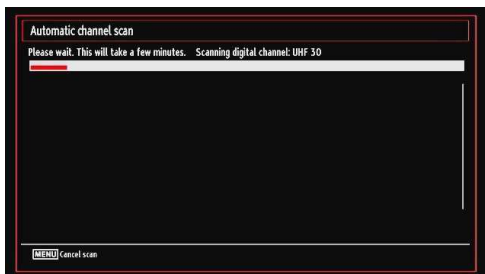 Automatic channel scan
Please wait. This will take a few minutes. Scanning digital channel: UHF 30
MENU Cancel scan